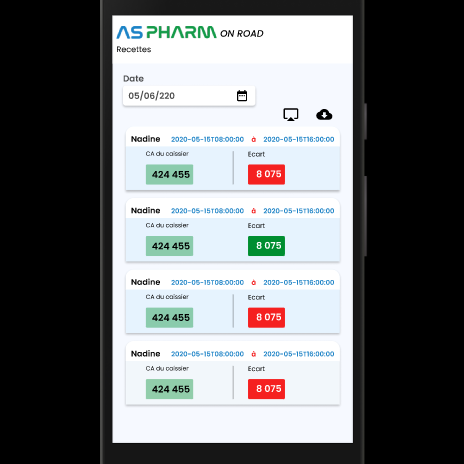 AS PHARM ON ROAD
Recettes
Date
05/06/220
Nadine 2020-05-15T08:00:00 à 2020-05-15T16:00:00
CA du caissier Ecart
424 455 8 075
Nadine 2020-05-15T08:00:00 à 2020-05-15T16:00:00
CA du caissier Ecart
424 455 8 075
Nadine 2020-05-15T08:00:00 à 2020-05-15T16:00:00
CA du caissier Ecart
424 455 8 075
Nadine 2020-05-15T08:00:00 à 2020-05-15T16:00:00
CA du caissier Ecart
424 455 8 075